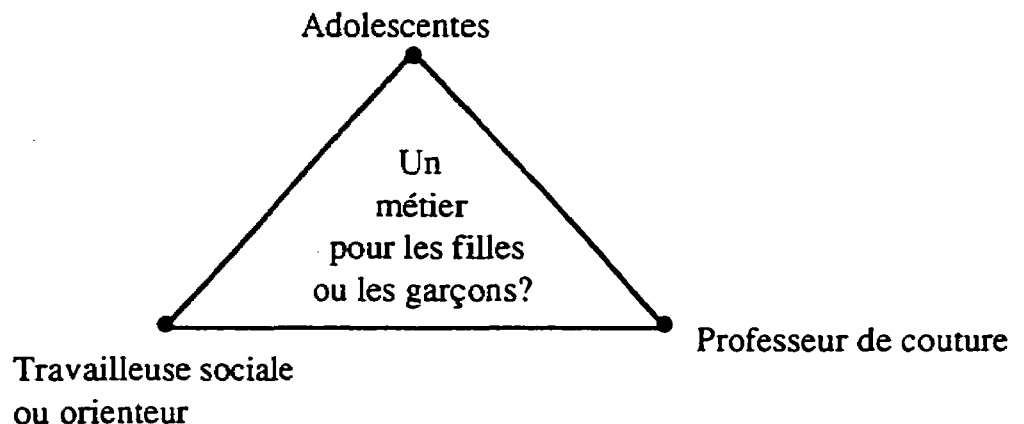 Adolescentes
Un
métier
pour les filles
ou les garçons?
Professeur de couture
Travailleuse sociale
ou orienteur